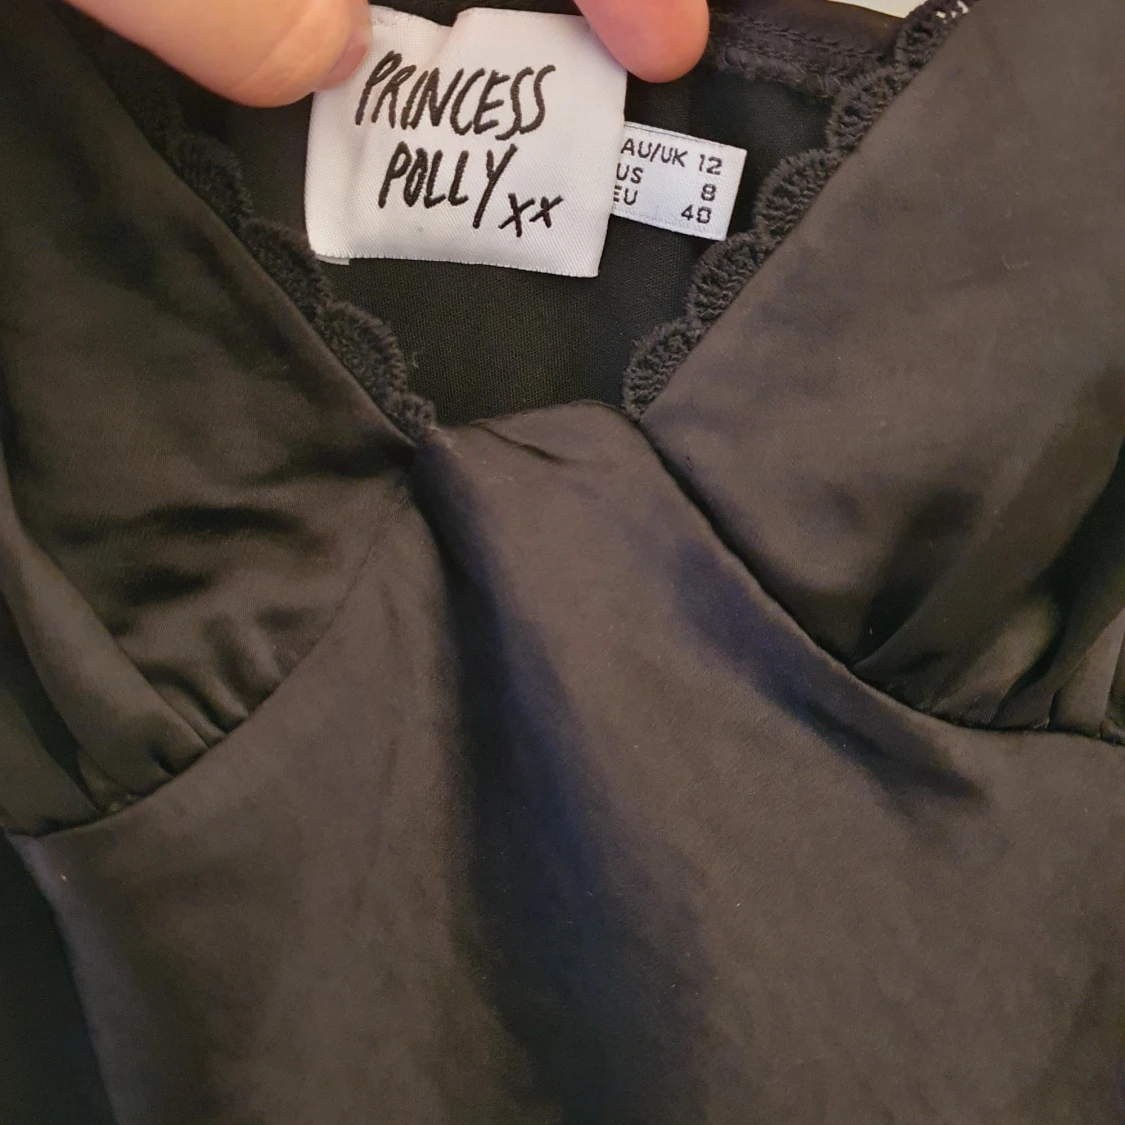 PRINCESS
POLLY xx
AU/UK 12
US 8
EU 40